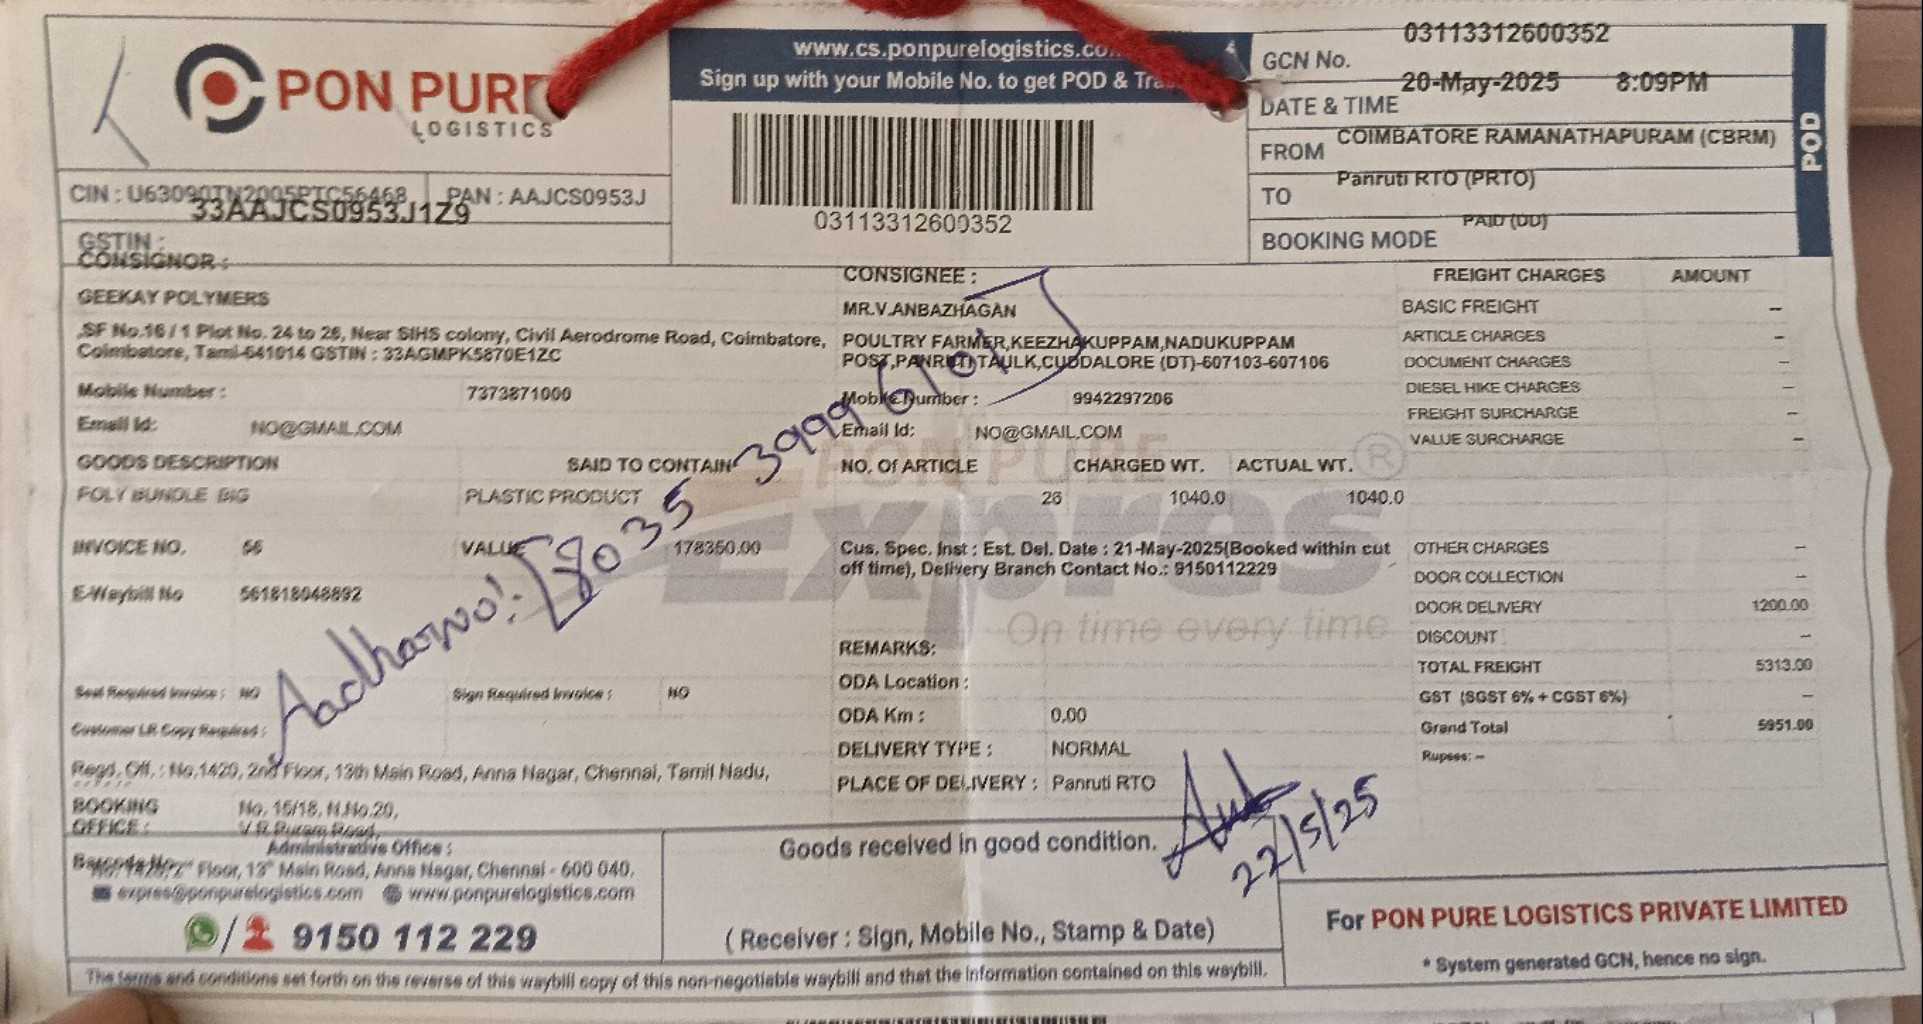 PON PURE
LOGISTICS
www.cs.ponpurelogistics.co
Sign up with your Mobile No. to get POD &
03113312600352
GCN No. 03113312600352
DATE & TIME 20-May-2025 8:09PM
FROM COIMBATORE RAMANATHAPURAM (CBRM)
TO Panruti RTO (PRTO)
BOOKING MODE PAID (UD)
POD
CIN : U63090TN2005PTC56468 PAN : AAJCS0953J
33AAJCS0953J1Z9
GSTIN :
CONSIGNOR :
GEEKAY POLYMERS
,SF No.16 / 1 Plot No. 24 to 26, Near SIHS colony, Civil Aerodrome Road, Coimbatore,
Coimbatore, Tamil-641014 GSTIN : 33AGMPK5870E1ZC
Mobile Number : 7373871000
Email Id: NO@GMAIL.COM
CONSIGNEE :
MR.V.ANBAZHAGAN
POULTRY FARMER,KEEZHAKUPPAM,NADUKUPPAM
POST,PANRUTI TAULK,CUDDALORE (DT)-607103-607106
Mobile Number : 9942297206
Email Id: NO@GMAIL.COM
FREIGHT CHARGES AMOUNT
BASIC FREIGHT –
ARTICLE CHARGES –
DOCUMENT CHARGES –
DIESEL HIKE CHARGES –
FREIGHT SURCHARGE –
VALUE SURCHARGE –
GOODS DESCRIPTION SAID TO CONTAIN NO. Of ARTICLE CHARGED WT. ACTUAL WT.
POLY BUNDLE BIG PLASTIC PRODUCT 26 1040.0 1040.0
PON PURE ®
Expres
On time every time
INVOICE NO. 56 VALUE 178350.00
E-Waybill No 561818048892
Cus. Spec. Inst : Est. Del. Date : 21-May-2025(Booked within cut
off time), Delivery Branch Contact No.: 9150112229
OTHER CHARGES –
DOOR COLLECTION –
DOOR DELIVERY 1200.00
DISCOUNT –
TOTAL FREIGHT 5313.00
GST (SGST 6% + CGST 6%) –
Grand Total 5951.00
Rupees: –
Aadhar no:- [8035 3999 6101]
REMARKS:
ODA Location :
ODA Km : 0.00
DELIVERY TYPE : NORMAL
PLACE OF DELIVERY : Panruti RTO
Seal Required Invoice : NO Sign Required Invoice : NO
Customer LR Copy Required :
Regd. Off. : No.1420, 2nd Floor, 13th Main Road, Anna Nagar, Chennai, Tamil Nadu,
BOOKING No. 15/18, N.No.20,
OFFICE : V.R.Puram Road,
Administrative Office :
Floor, 13th Main Road, Anna Nagar, Chennai - 600 040.
expres@ponpurelogistics.com www.ponpurelogistics.com
/ 9150 112 229
Goods received in good condition.
22/5/25
( Receiver : Sign, Mobile No., Stamp & Date)
For PON PURE LOGISTICS PRIVATE LIMITED
* System generated GCN, hence no sign.
The terms and conditions set forth on the reverse of this waybill copy of this non-negotiable waybill and that the information contained on this waybill.